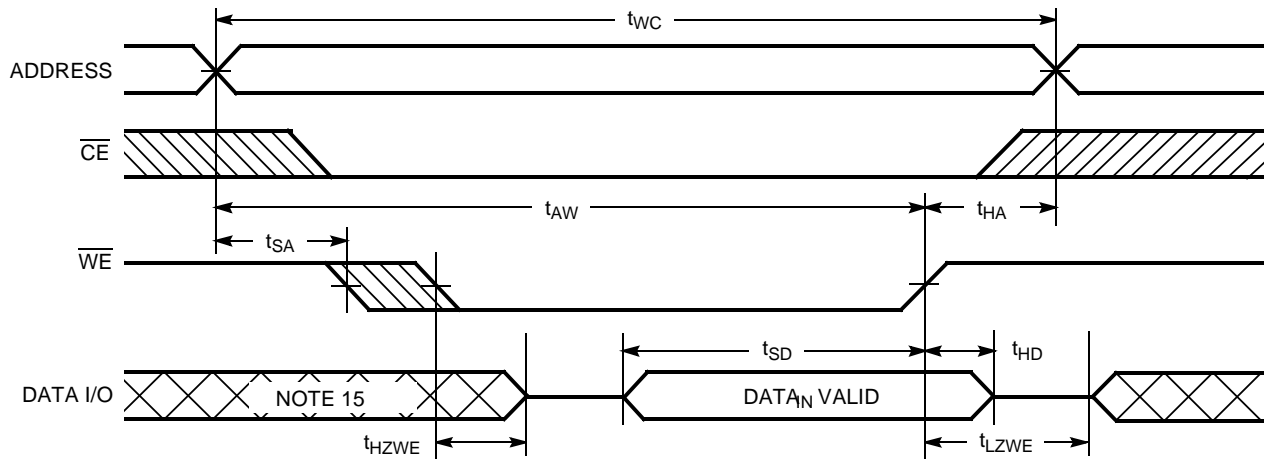 tWC
ADDRESS
CE
tAW
tHA
tSA
WE
tSD
tHD
DATA I/O
NOTE 15
DATAIN VALID
tHZWE
tLZWE